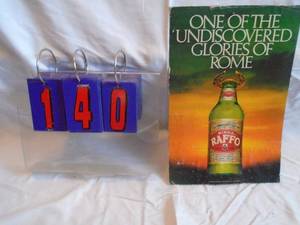 140
ONE OF THE
'UNDISCOVERED
GLORIES OF
ROME
RAFFO